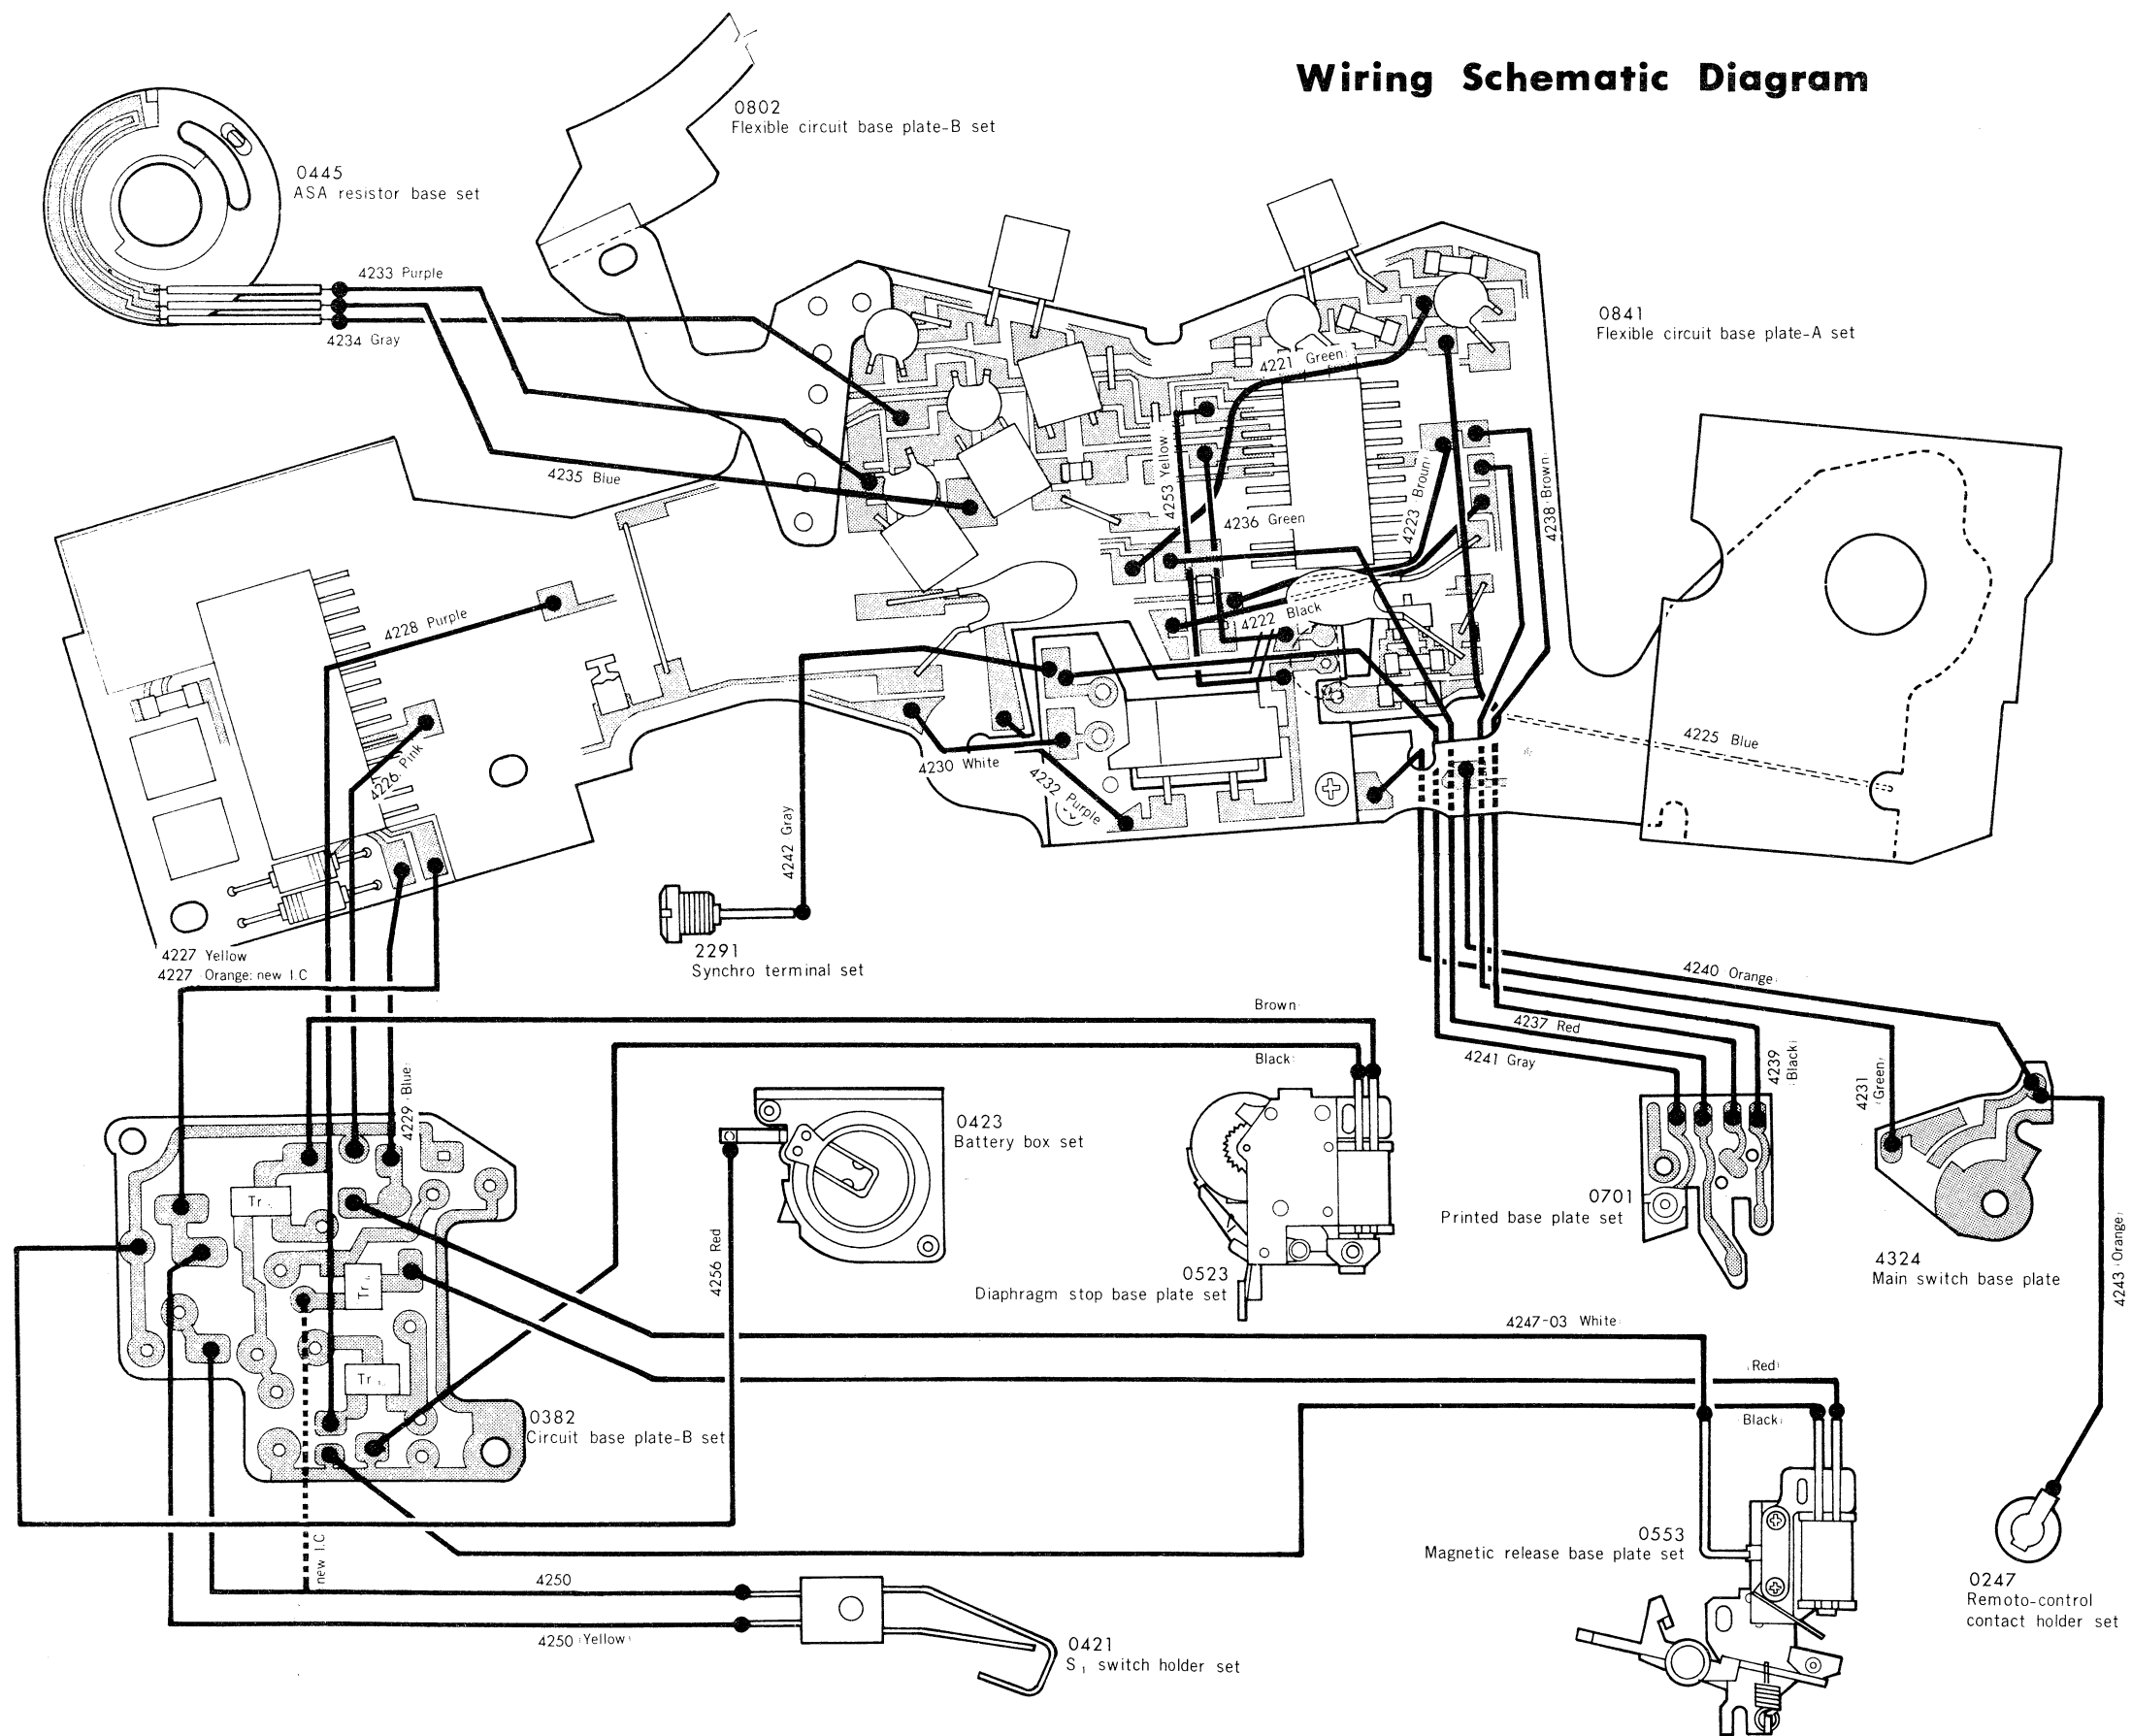 Wiring Schematic Diagram
0802
Flexible circuit base plate-B set
0445
ASA resistor base set
4233 Purple
4234 Gray
0841
Flexible circuit base plate-A set
4221 Green
4235 Blue
4253 Yellow
4236 Green
4223 Broun
4238 Brown
4228 Purple
4222 Black
4226 Pink
4225 Blue
4230 White
4232 Purple
4242 Gray
2291
Synchro terminal set
4227 Yellow
4227 Orange: new I.C
4240 Orange
Brown
4237 Red
Black
4241 Gray
4239 Black
4231 Green
4229 Blue
0423
Battery box set
Tr
0701
Printed base plate set
4324
Main switch base plate
4256 Red
0523
Diaphragm stop base plate set
4243 Orange
Tr
4247-03 White
Red
Tr
Black
0382
Circuit base plate-B set
0553
Magnetic release base plate set
new I.C
4250
0247
Remoto-control
contact holder set
4250 Yellow
0421
S1 switch holder set